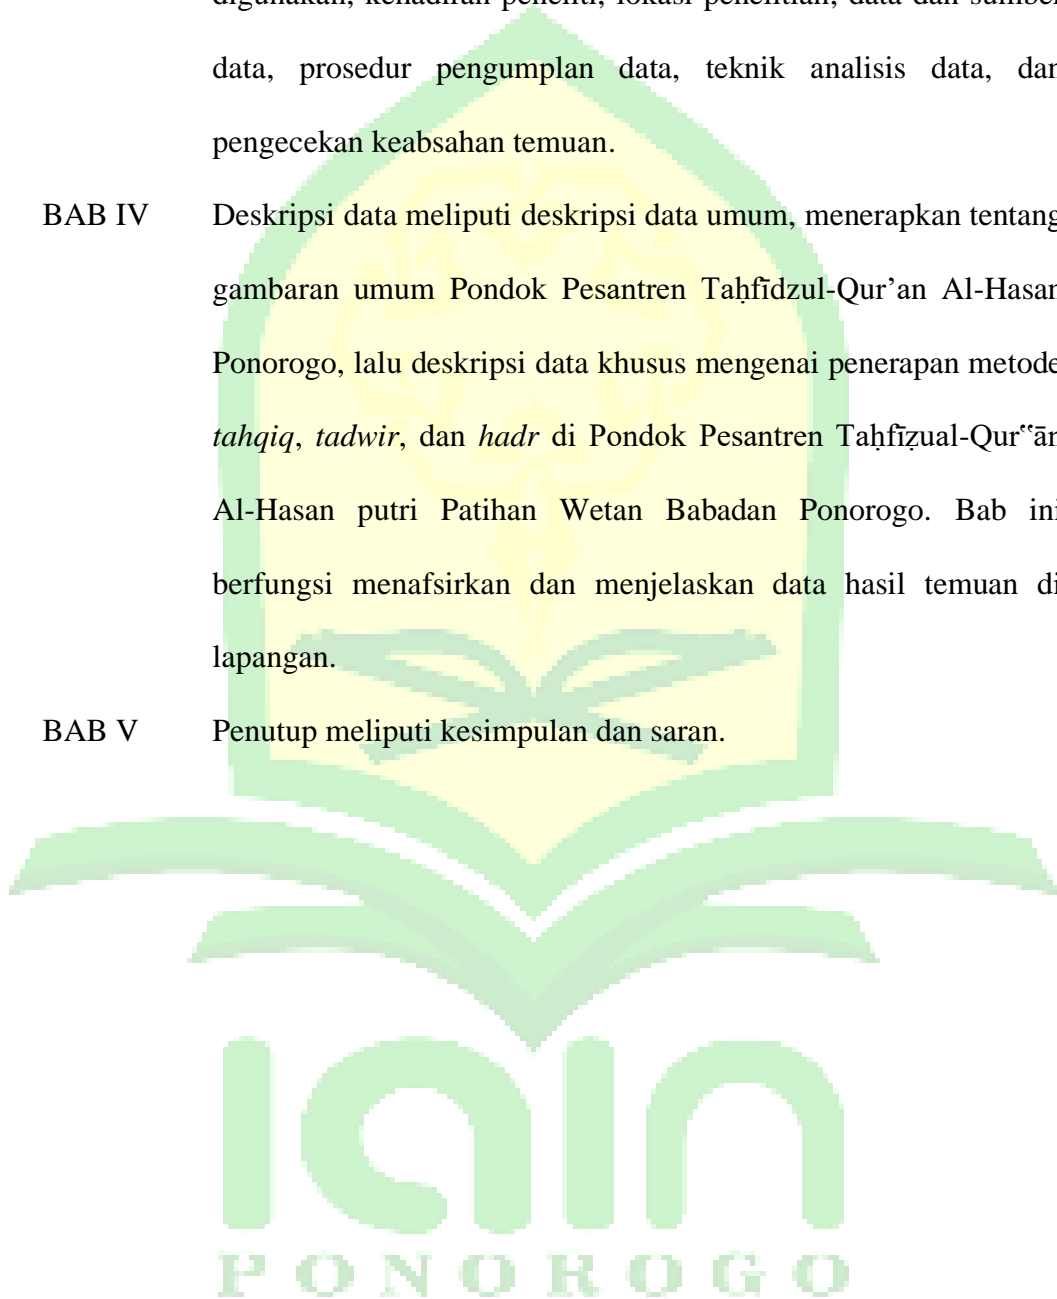 digunakan, kehadiran peneliti, lokasi penelitian, data dan sumber
data, prosedur pengumplan data, teknik analisis data, dan
pengecekan keabsahan temuan.
BAB IV Deskripsi data meliputi deskripsi data umum, menerapkan tentang
gambaran umum Pondok Pesantren Taḥfīdzul-Qur’an Al-Hasan
Ponorogo, lalu deskripsi data khusus mengenai penerapan metode
tahqiq, tadwir, dan hadr di Pondok Pesantren Taḥfīẓual-Qur‟ān
Al-Hasan putri Patihan Wetan Babadan Ponorogo. Bab ini
berfungsi menafsirkan dan menjelaskan data hasil temuan di
lapangan.
BAB V Penutup meliputi kesimpulan dan saran.
iain
PONOROGO